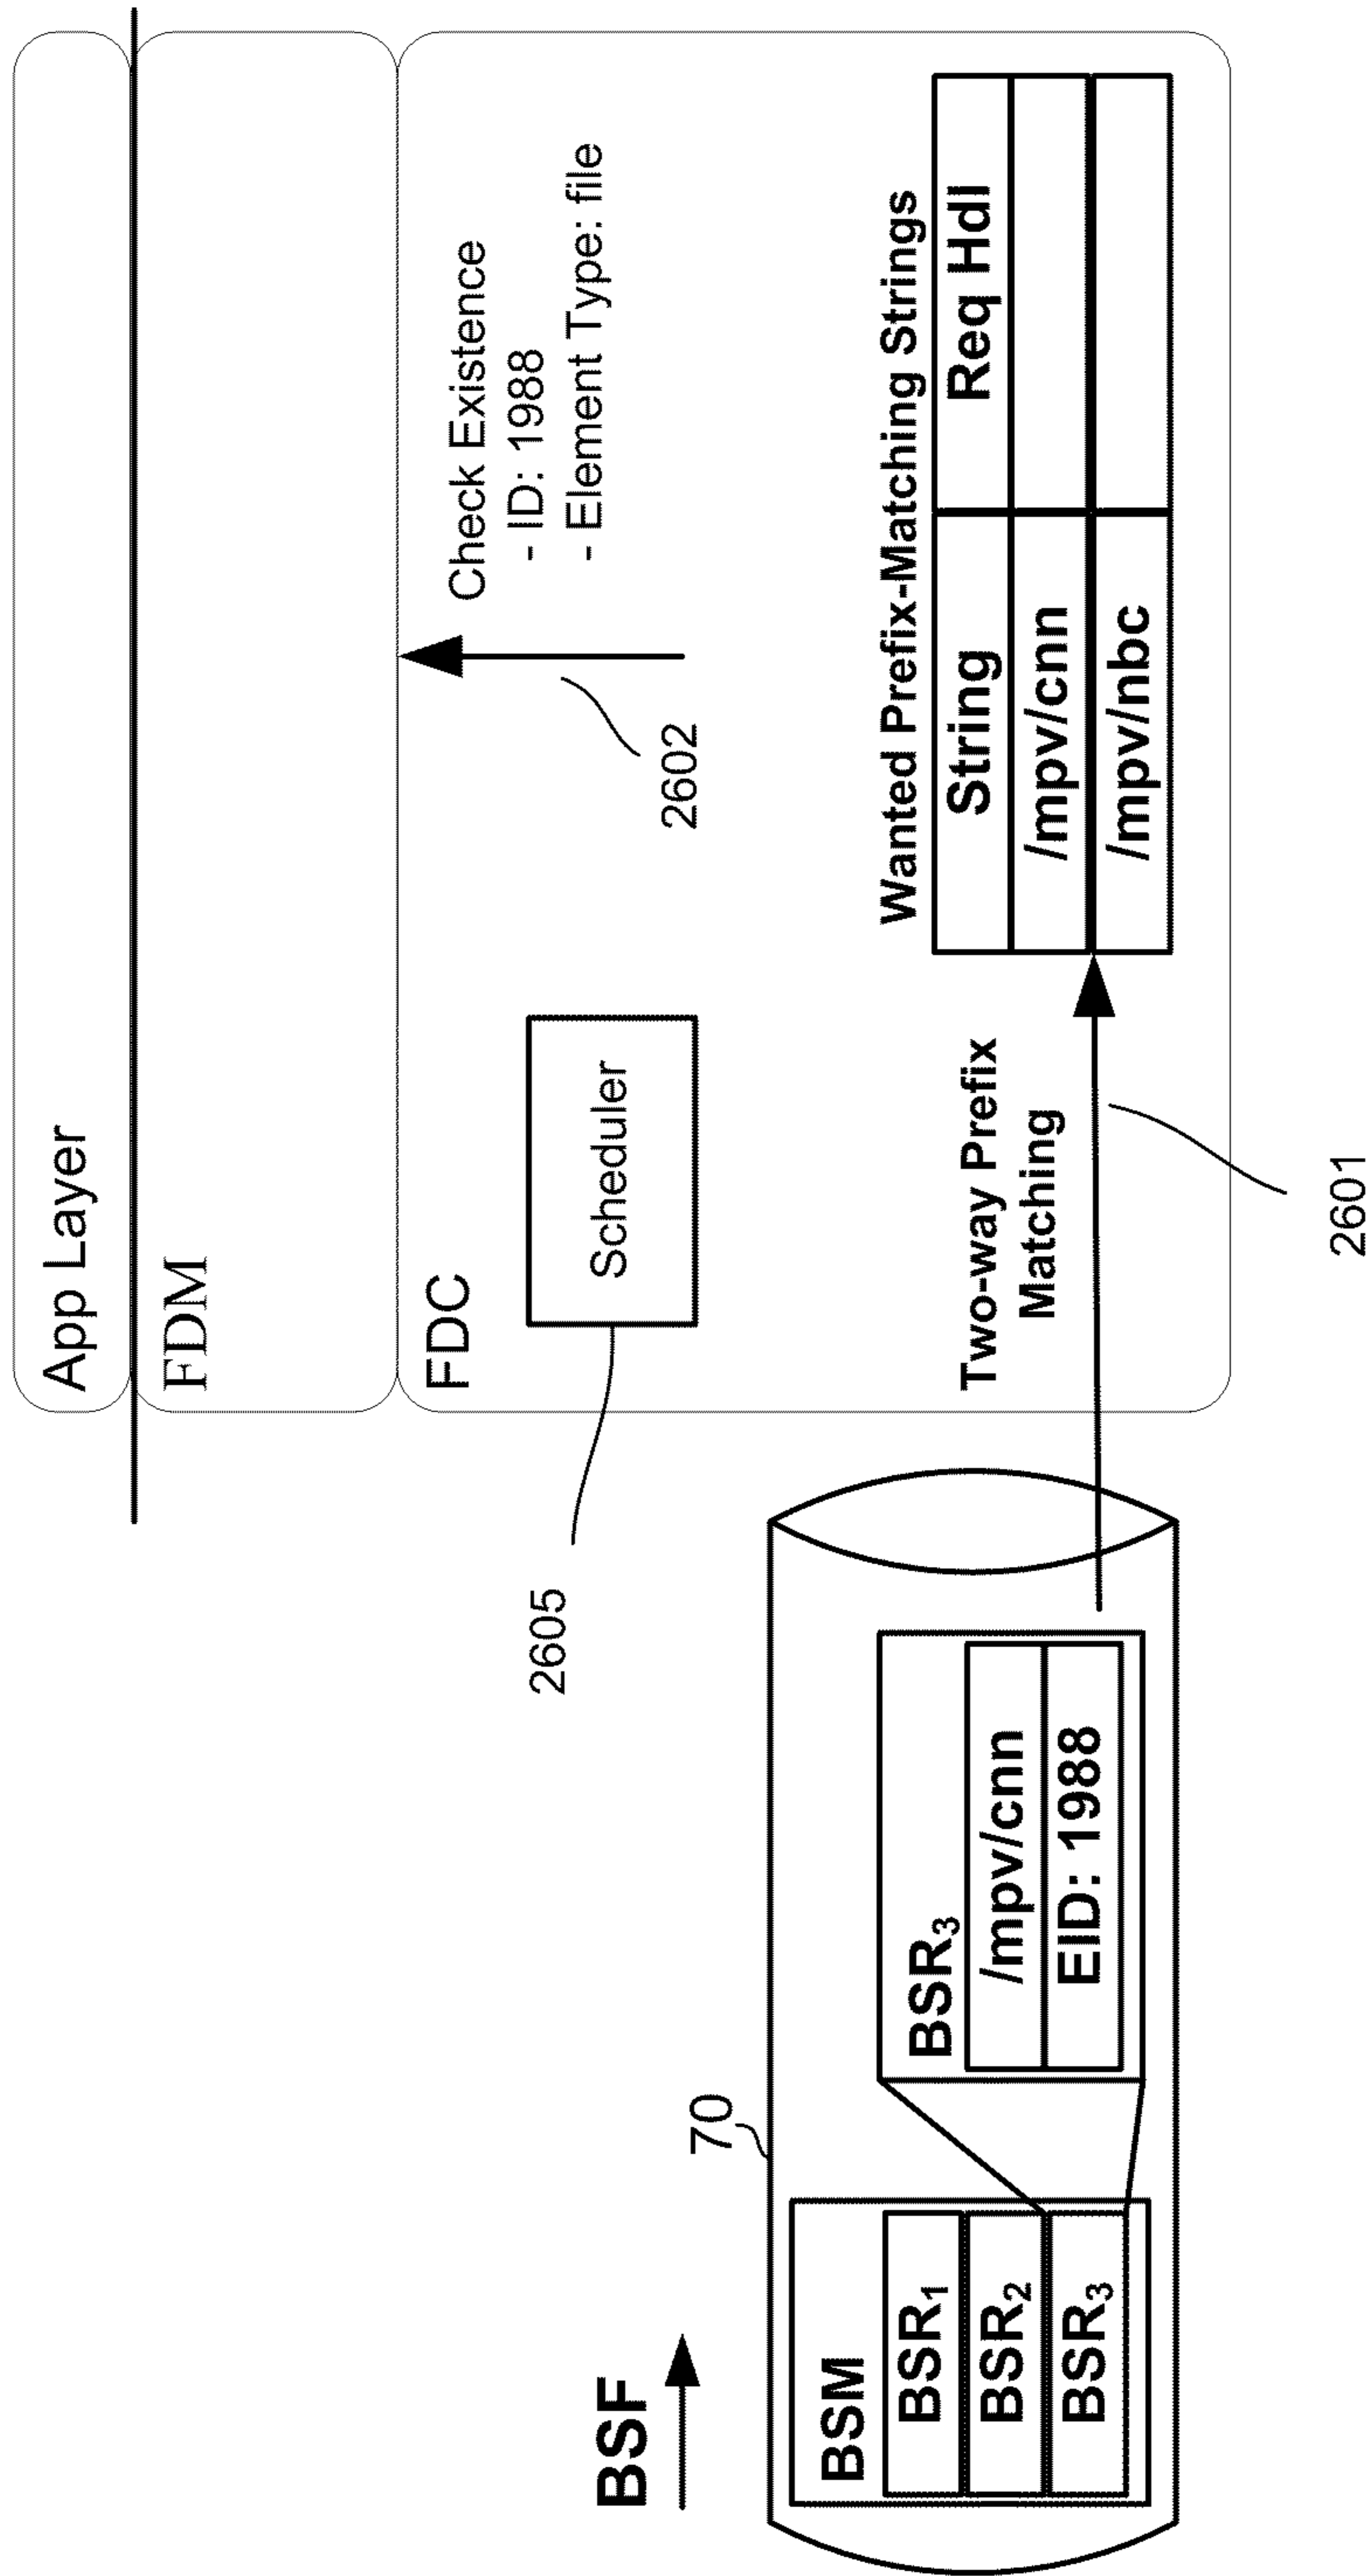 App Layer
FDM
FDC
Scheduler
2605
Check Existence
- ID: 1988
- Element Type: file
2602
Wanted Prefix-Matching Strings
String Req Hdl
/mpv/cnn
/mpv/nbc
Two-way Prefix
Matching
2601
BSF
70
BSM
BSR1
BSR2
BSR3
BSR3
/mpv/cnn
EID: 1988